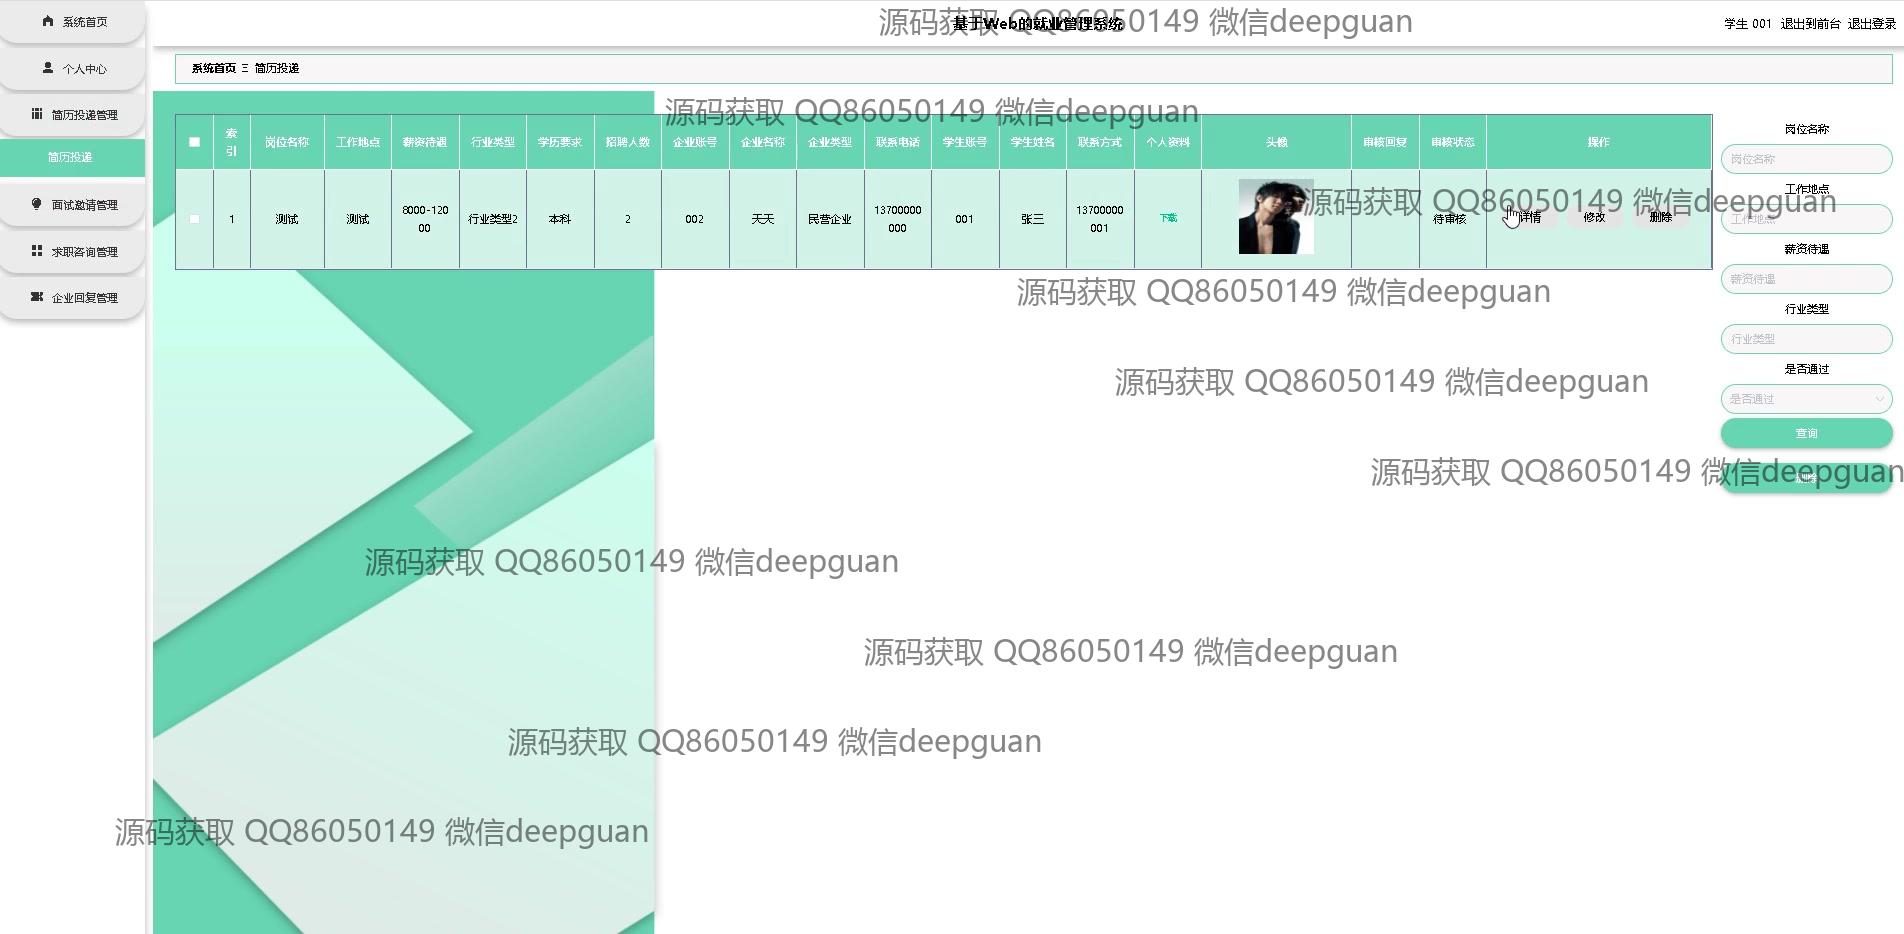 系统首页
个人中心
简历投递管理
简历投递
面试邀请管理
求职咨询管理
企业回复管理
基于Web的就业管理系统
学生 001 退出到前台 退出登录
系统首页 Ξ 简历投递
索引 岗位名称 工作地点 薪资待遇 行业类型 学历要求 招聘人数 企业账号 企业名称 企业类型 联系电话 学生账号 学生姓名 联系方式 个人资料 头像 审核回复 审核状态 操作
1 测试 测试 8000-12000 行业类型2 本科 2 002 天天 民营企业 13700000000 001 张三 13700000001 下载 待审核 详情 修改 删除
岗位名称
岗位名称
工作地点
工作地点
薪资待遇
薪资待遇
行业类型
行业类型
是否通过
是否通过
查询
删除
源码获取 QQ86050149 微信deepguan
源码获取 QQ86050149 微信deepguan
源码获取 QQ86050149 微信deepguan
源码获取 QQ86050149 微信deepguan
源码获取 QQ86050149 微信deepguan
源码获取 QQ86050149 微信deepguan
源码获取 QQ86050149 微信deepguan
源码获取 QQ86050149 微信deepguan
源码获取 QQ86050149 微信deepguan
源码获取 QQ86050149 微信deepguan